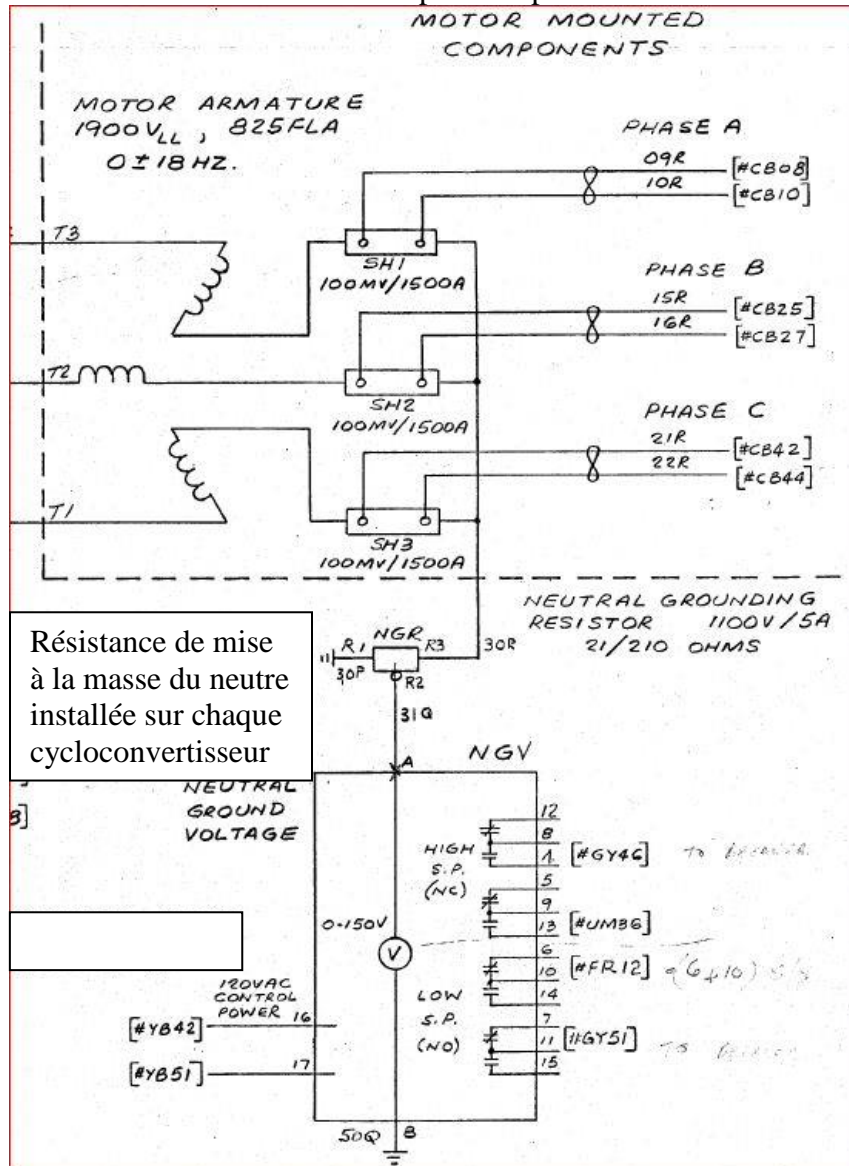 MOTOR MOUNTED
COMPONENTS
MOTOR ARMATURE
1900VLL, 825FLA
0±18HZ.
PHASE A
09R
[#CB08]
10R
[#CB10]
T3
SH1
100MV/1500A
PHASE B
15R
[#CB25]
16R
[#CB27]
T2
SH2
100MV/1500A
PHASE C
21R
[#CB42]
22R
[#CB44]
T1
SH3
100MV/1500A
NEUTRAL GROUNDING
RESISTOR 1100V/5A
21/210 OHMS
Résistance de mise
à la masse du neutre
installée sur chaque
cycloconvertisseur
R1 NGR R3 30R
30P R2
31Q
A
NGV
NEUTRAL
GROUND
VOLTAGE
12
8
HIGH
S.P.
(NC)
[#GY46] TO
5
9
13 [#UM36]
0-150V
V
6
10 [#FR12]
14
LOW
S.P.
(NO)
7
11 [#GY51] TO
15
120VAC
CONTROL
POWER
16
[#YB42]
17
[#YB51]
50Q B